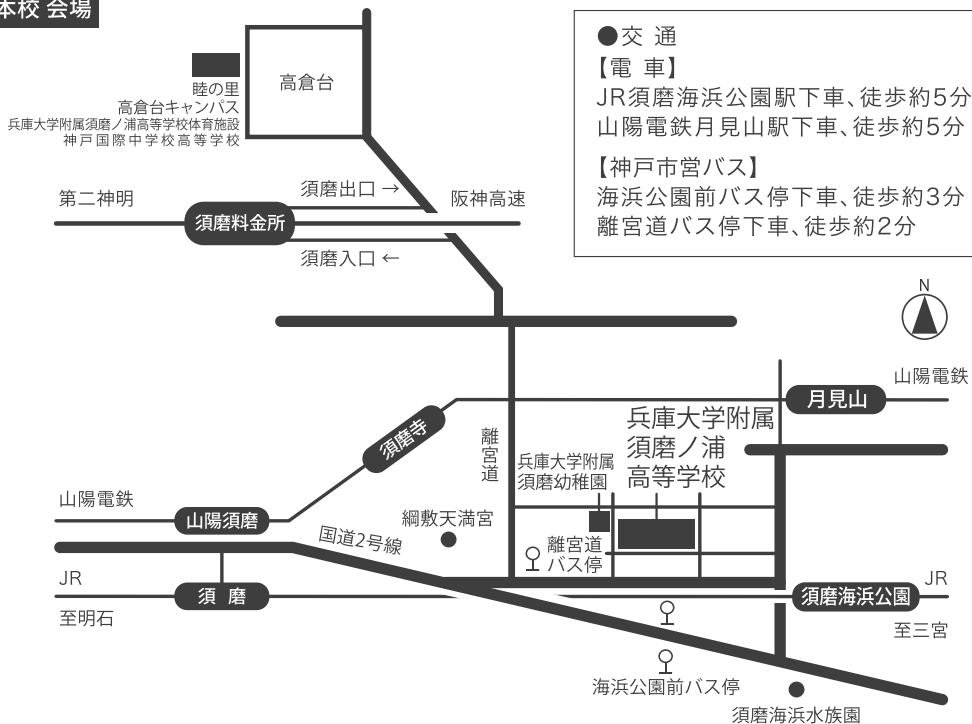 本校 会場
●交 通
【電 車】
JR須磨海浜公園駅下車、徒歩約5分
山陽電鉄月見山駅下車、徒歩約5分
【神戸市営バス】
海浜公園前バス停下車、徒歩約3分
離宮道バス停下車、徒歩約2分
高倉台
睦の里
高倉台キャンパス
兵庫大学附属須磨ノ浦高等学校体育施設
神戸国際中学校高等学校
第二神明
須磨出口→
阪神高速
須磨料金所
須磨入口←
N
山陽電鉄
月見山
須磨寺
離宮道
兵庫大学附属
須磨ノ浦
高等学校
兵庫大学附属
須磨幼稚園
山陽電鉄
山陽須磨
綱敷天満宮
国道2号線
離宮道
バス停
JR
須 磨
至明石
JR
須磨海浜公園
至三宮
海浜公園前バス停
須磨海浜水族園